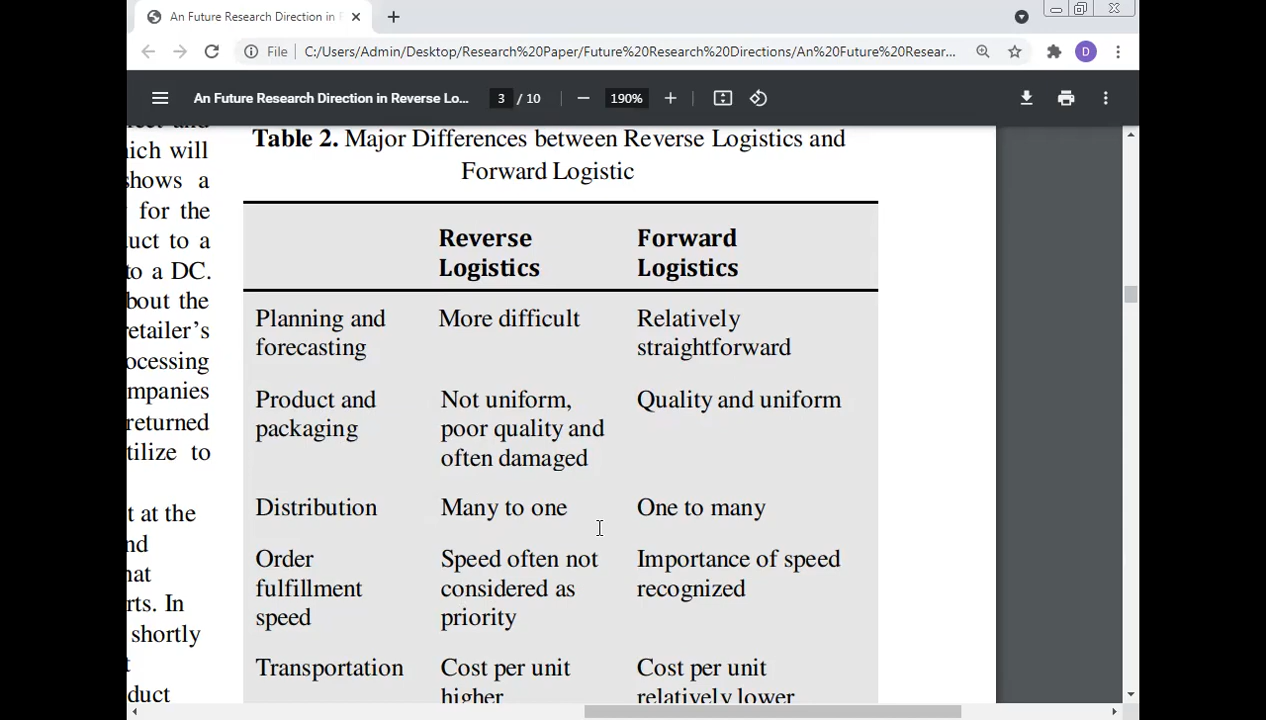 An Future Research Direction in
File C:/Users/Admin/Desktop/Research%20Paper/Future%20Research%20Directions/An%20Future%20Resear... D
An Future Research Direction in Reverse Lo... 3 / 10 190%
Table 2. Major Differences between Reverse Logistics and
Forward Logistic
Reverse Logistics Forward Logistics
Planning and forecasting More difficult Relatively straightforward
Product and packaging Not uniform, poor quality and often damaged Quality and uniform
Distribution Many to one One to many
Order fulfillment speed Speed often not considered as priority Importance of speed recognized
Transportation Cost per unit higher Cost per unit relatively lower
hich will
shows a
for the
uct to a
to a DC.
bout the
etailer's
ocessing
mpanies
returned
tilize to
t at the
nd
hat
rts. In
shortly
t
duct